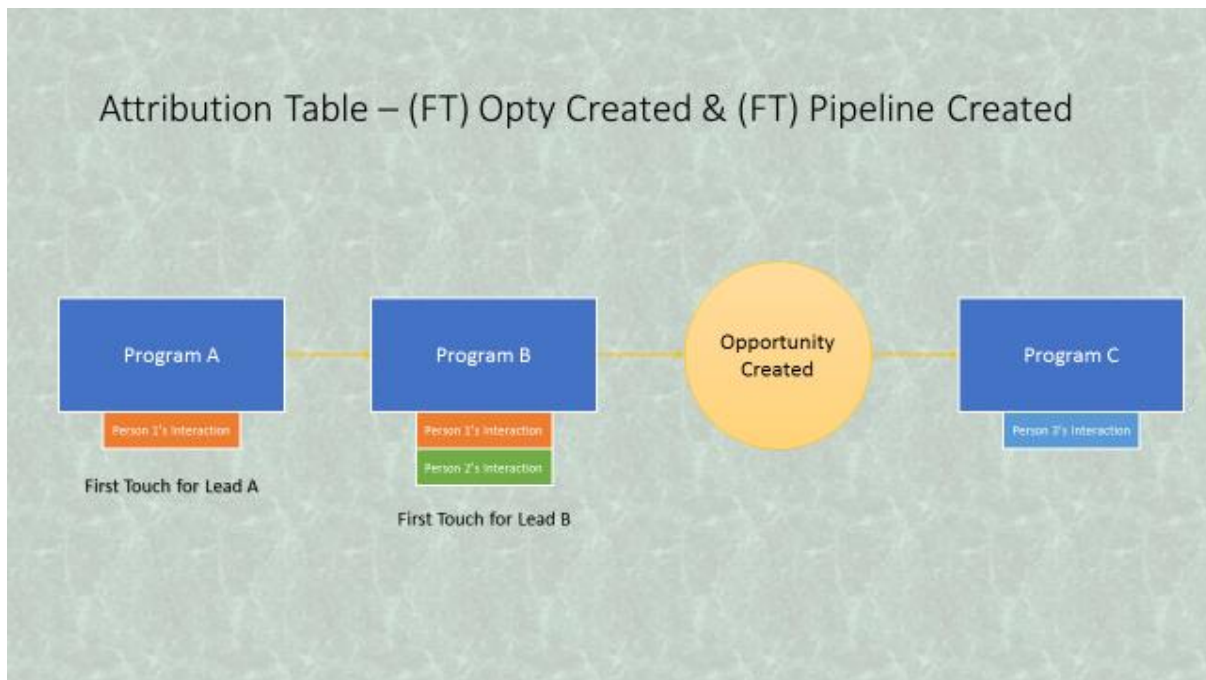 Attribution Table – (FT) Opty Created & (FT) Pipeline Created
Program A
Person 1's Interaction
First Touch for Lead A
Program B
Person 1's Interaction
Person 2's Interaction
First Touch for Lead B
Opportunity
Created
Program C
Person 3's Interaction